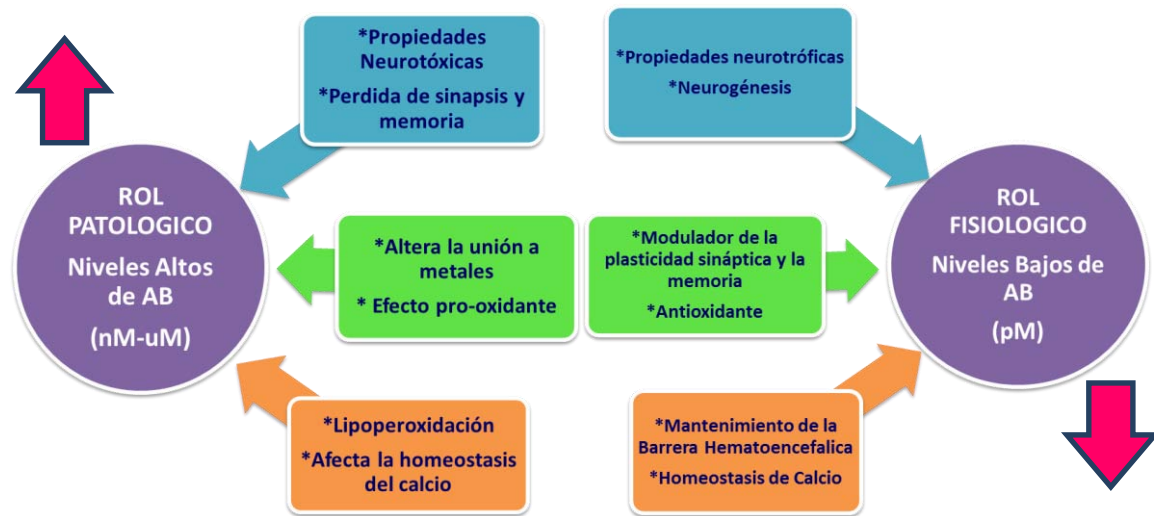 *Propiedades
Neurotóxicas
*Perdida de sinapsis y
memoria
*Propiedades neurotróficas
*Neurogénesis
ROL
PATOLOGICO
Niveles Altos
de AB
(nM-uM)
*Altera la unión a
metales
* Efecto pro-oxidante
*Modulador de la
plasticidad sináptica y la
memoria
*Antioxidante
ROL
FISIOLOGICO
Niveles Bajos de
AB
(pM)
*Lipoperoxidación
*Afecta la homeostasis
del calcio
*Mantenimiento de la
Barrera Hematoencefalica
*Homeostasis de Calcio